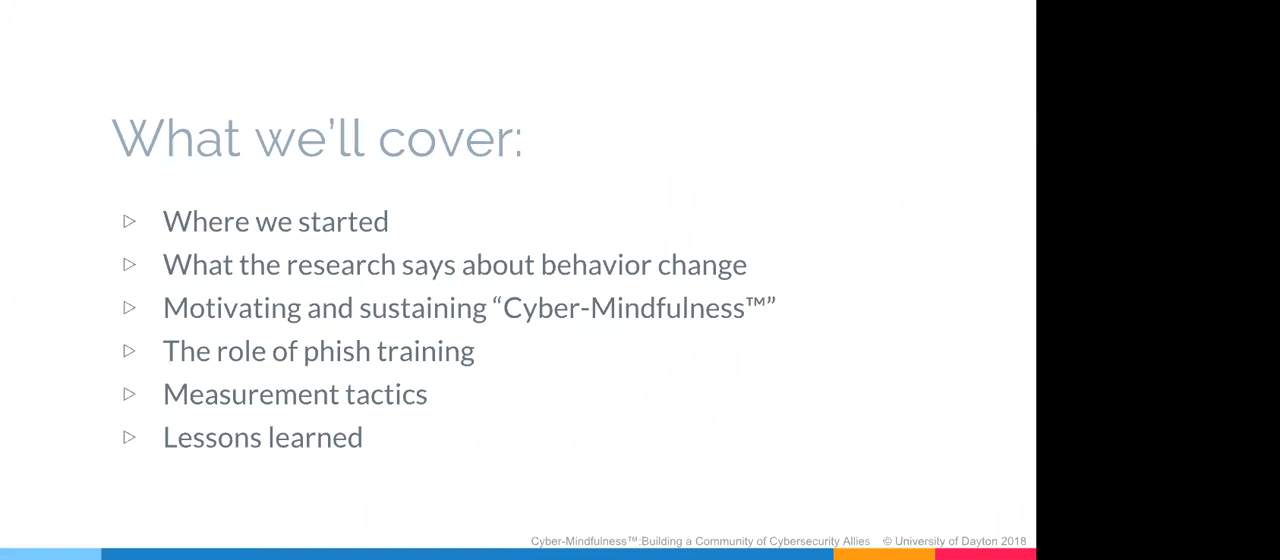 What we’ll cover:
▷ Where we started
▷ What the research says about behavior change
▷ Motivating and sustaining “Cyber-Mindfulness™”
▷ The role of phish training
▷ Measurement tactics
▷ Lessons learned
Cyber-Mindfulness™:Building a Community of Cybersecurity Allies © University of Dayton 2018